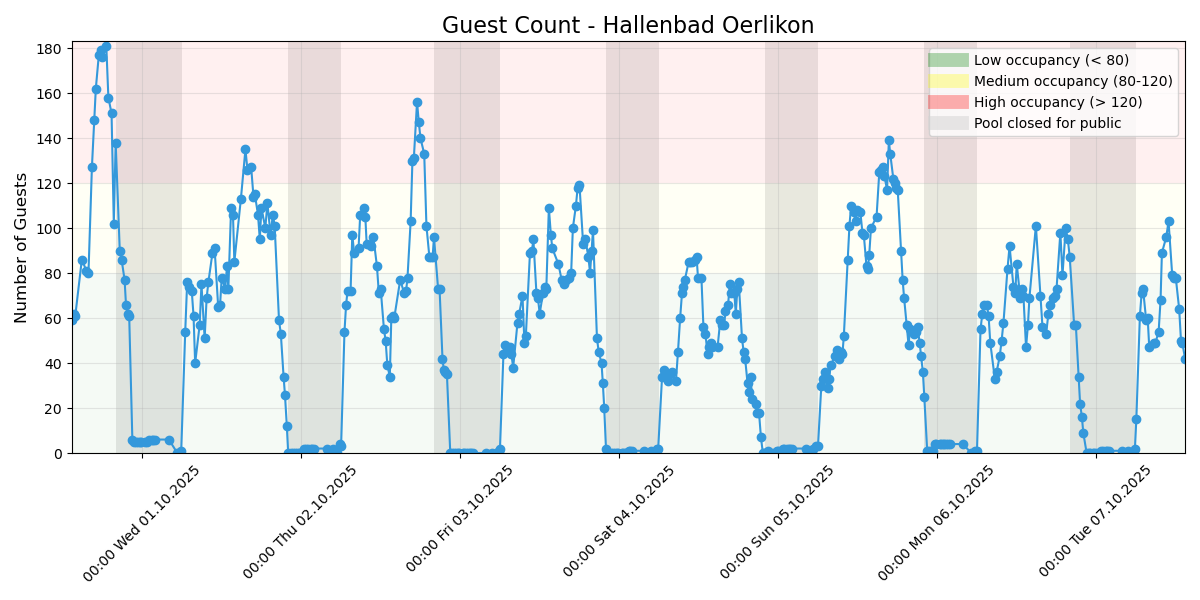 Guest Count - Hallenbad Oerlikon
Number of Guests
180
160
140
120
100
80
60
40
20
0
Low occupancy (< 80)
Medium occupancy (80-120)
High occupancy (> 120)
Pool closed for public
00:00 Wed 01.10.2025
00:00 Thu 02.10.2025
00:00 Fri 03.10.2025
00:00 Sat 04.10.2025
00:00 Sun 05.10.2025
00:00 Mon 06.10.2025
00:00 Tue 07.10.2025